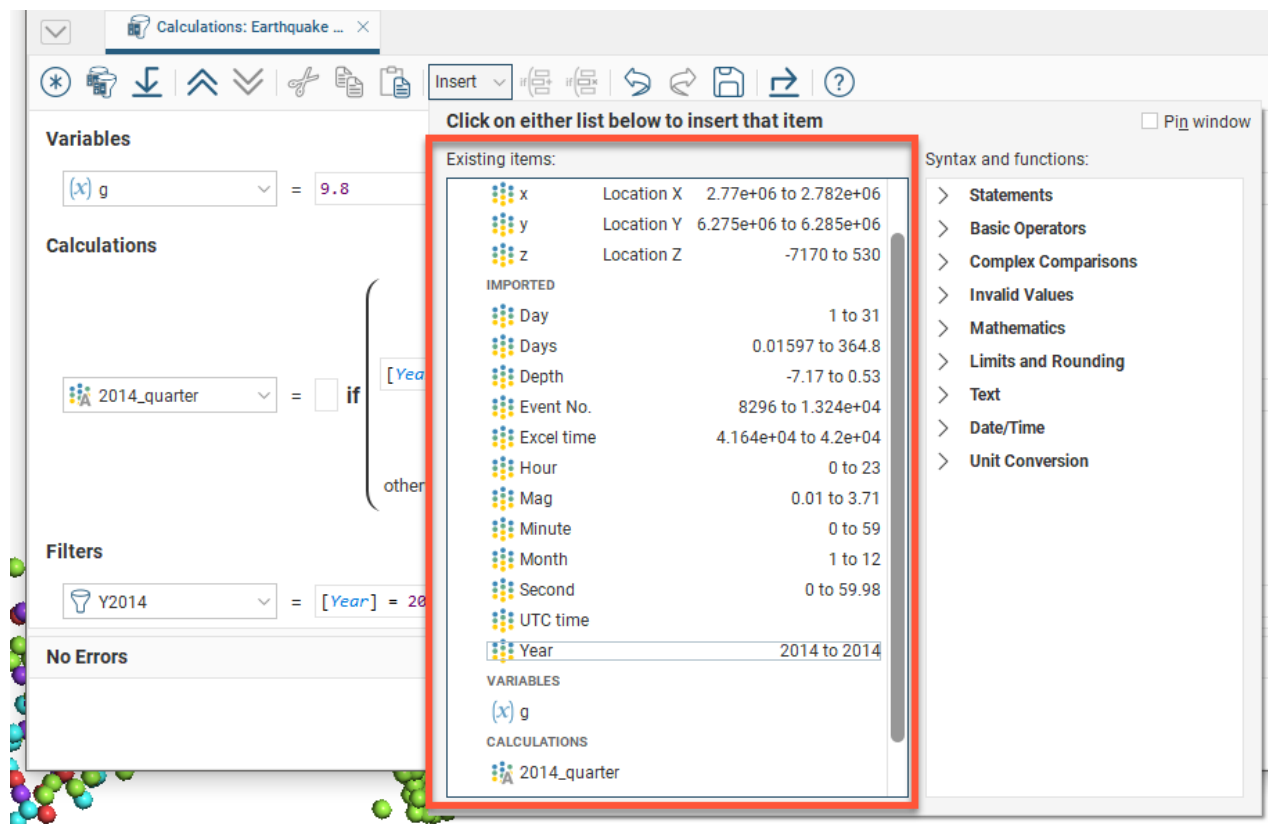 Calculations: Earthquake ...
Insert
Click on either list below to insert that item
Pin window
Variables
(x) g = 9.8
Calculations
2014_quarter = if
[Yea
other
Filters
Y2014 = [Year] = 20
No Errors
Existing items:
x Location X 2.77e+06 to 2.782e+06
y Location Y 6.275e+06 to 6.285e+06
z Location Z -7170 to 530
IMPORTED
Day 1 to 31
Days 0.01597 to 364.8
Depth -7.17 to 0.53
Event No. 8296 to 1.324e+04
Excel time 4.164e+04 to 4.2e+04
Hour 0 to 23
Mag 0.01 to 3.71
Minute 0 to 59
Month 1 to 12
Second 0 to 59.98
UTC time
Year 2014 to 2014
VARIABLES
(x) g
CALCULATIONS
2014_quarter
Syntax and functions:
Statements
Basic Operators
Complex Comparisons
Invalid Values
Mathematics
Limits and Rounding
Text
Date/Time
Unit Conversion